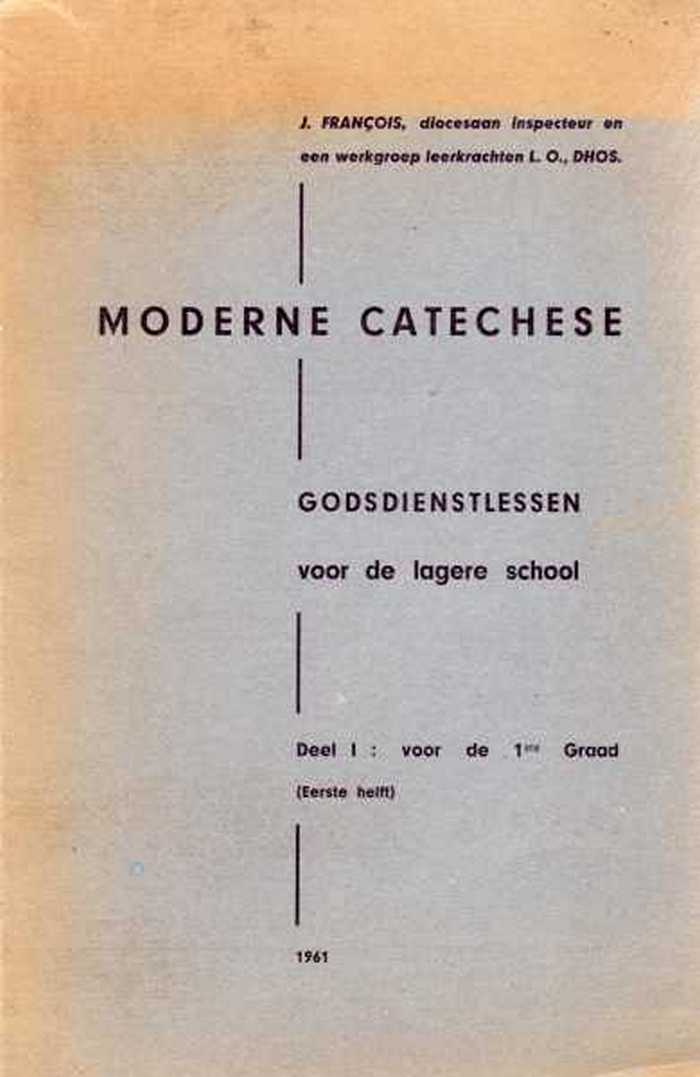 J. FRANÇOIS, diocesaan inspecteur en
een werkgroep leerkrachten L. O., DHOS.
MODERNE CATECHESE
GODSDIENSTLESSEN
voor de lagere school
Deel I : voor de 1ste Graad
(Eerste helft)
1961